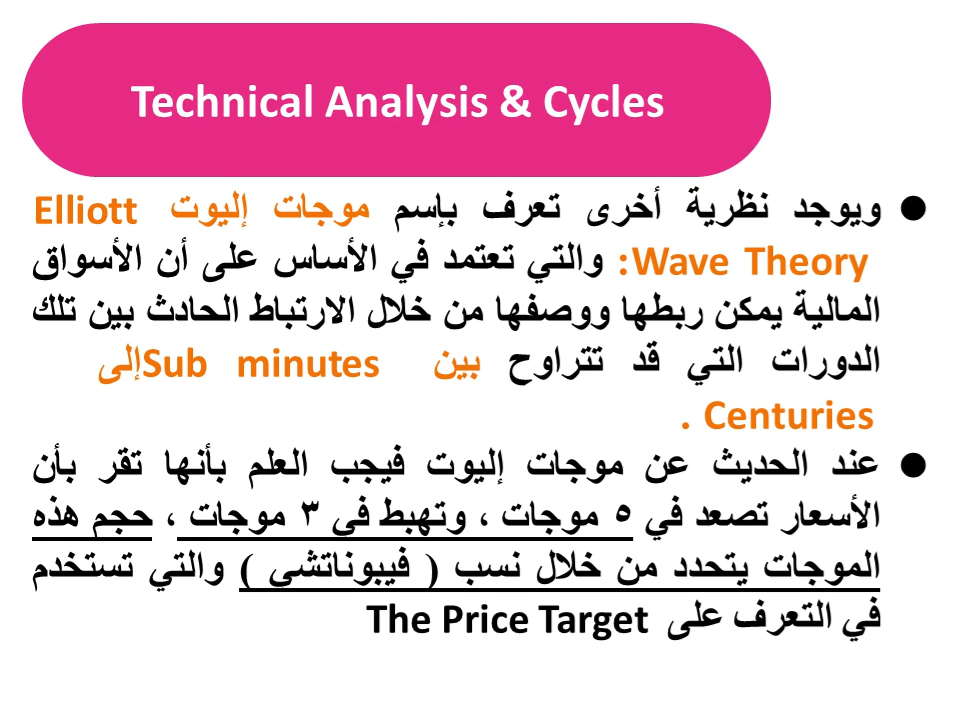 Technical Analysis & Cycles
● ويوجد نظرية أخرى تعرف بإسم موجات إليوت Elliott
Wave Theory: والتي تعتمد في الأساس على أن الأسواق
المالية يمكن ربطها ووصفها من خلال الارتباط الحادث بين تلك
الدورات التي قد تتراوح بين Sub minutes إلى
Centuries .
● عند الحديث عن موجات إليوت فيجب العلم بأنها تقر بأن
الأسعار تصعد في ٥ موجات ، وتهبط في ٣ موجات ، حجم هذه
الموجات يتحدد من خلال نسب ( فيبوناتشي ) والتي تستخدم
في التعرف على The Price Target